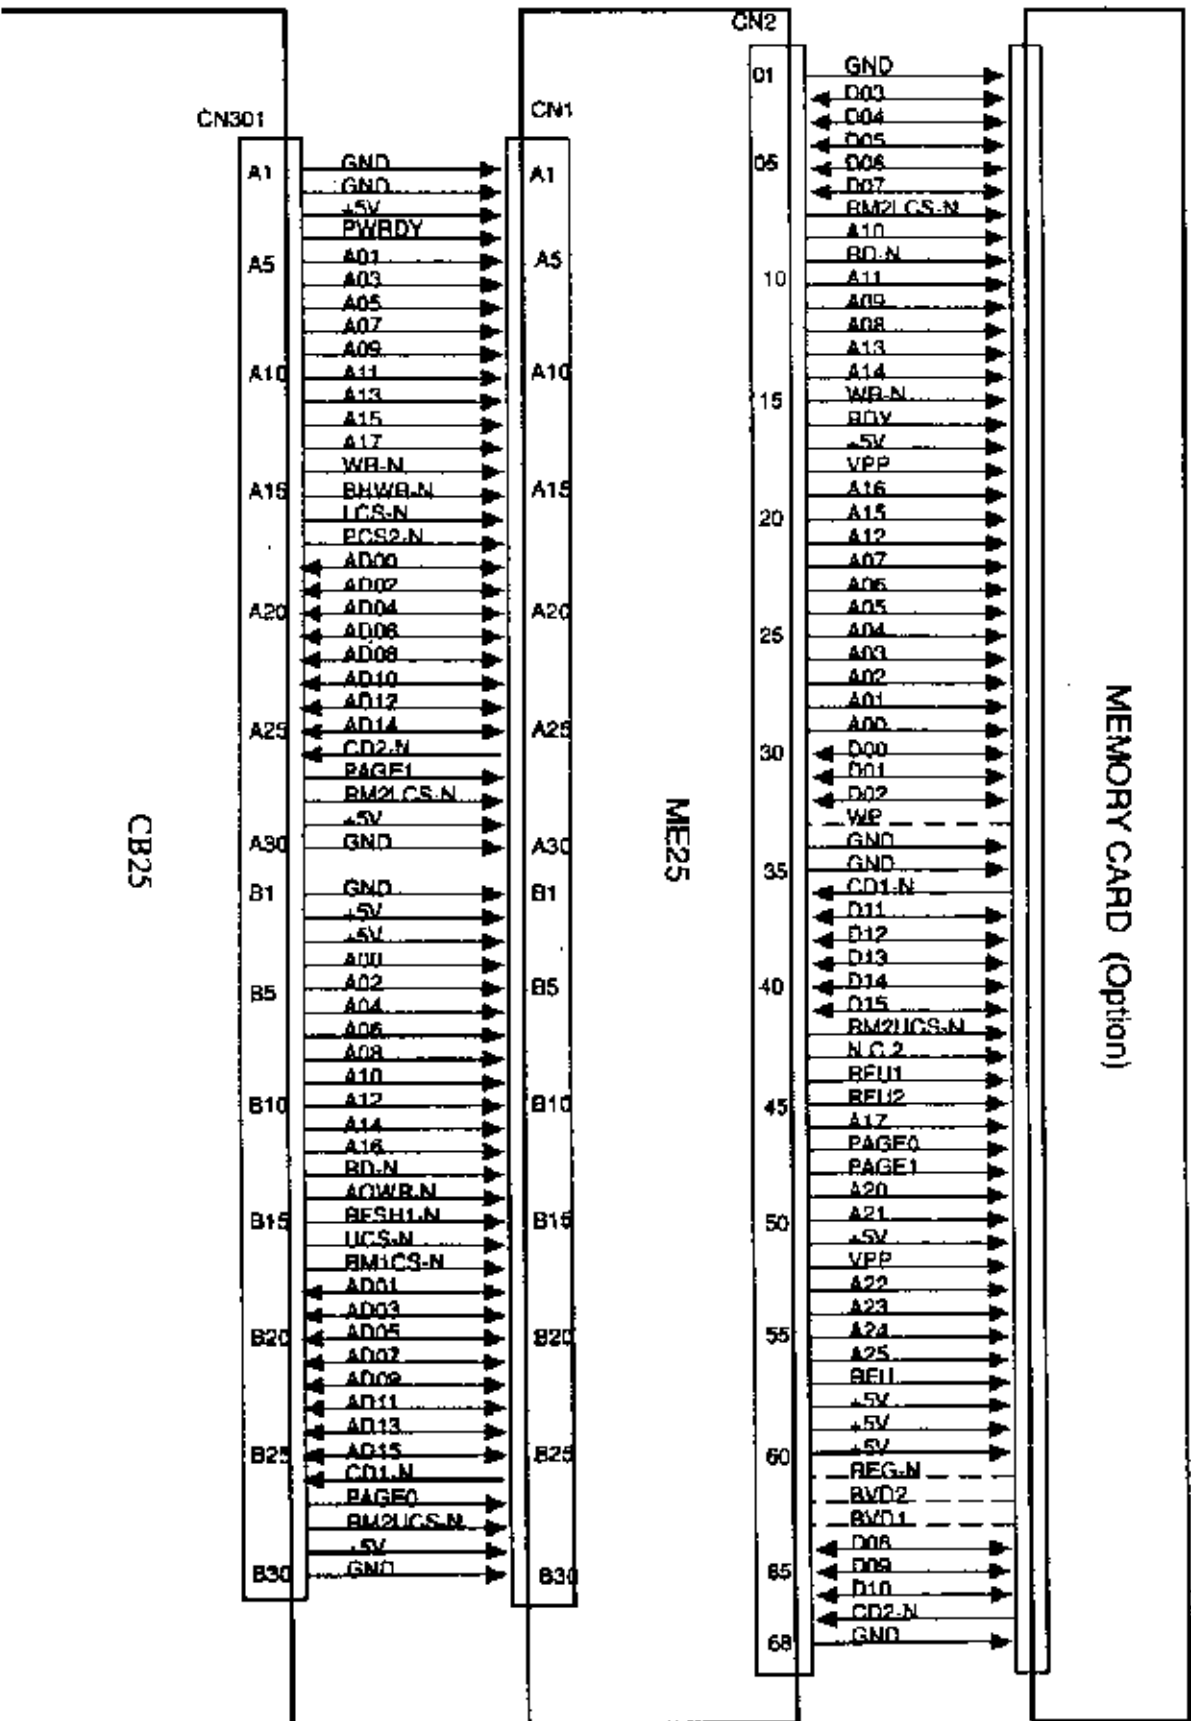 CN2
CN301
CN1
A1
GND
A1
GND
+5V
PWRDY
A5
A01
A5
A03
A05
A07
A09
A10
A11
A10
A13
A15
A17
WR-N
A15
BHWR-N
A15
LCS-N
PCS2-N
AD00
AD02
A20
AD04
A20
AD06
AD08
AD10
AD12
A25
AD14
A25
CD2-N
PAGE1
RM2LCS-N
+5V
A30
GND
A30
B1
GND
B1
+5V
+5V
A00
B5
A02
B5
A04
A06
A08
A10
B10
A12
B10
A14
A16
RD-N
AOWR-N
B15
RFSH1-N
B15
UCS-N
RM1CS-N
AD01
AD03
B20
AD05
B20
AD07
AD09
AD11
AD13
B25
AD15
B25
CD1-N
PAGE0
RM2UCS-N
+5V
B30
GND
B30
CB25
ME25
01
GND
D03
D04
D05
05
D06
D07
RM2LCS-N
A10
RD-N
10
A11
A09
A08
A13
A14
15
WR-N
RDY
+5V
VPP
A16
20
A15
A12
A07
A06
A05
25
A04
A03
A02
A01
A00
30
D00
D01
D02
WP
GND
35
GND
CD1-N
D11
D12
D13
40
D14
D15
RM2UCS-N
N.C.2
RFU1
45
RFU2
A17
PAGE0
PAGE1
A20
50
A21
+5V
VPP
A22
A23
55
A24
A25
RFU
+5V
+5V
60
+5V
REG-N
BVD2
BVD1
D08
65
D09
D10
CD2-N
68
GND
MEMORY CARD (Option)